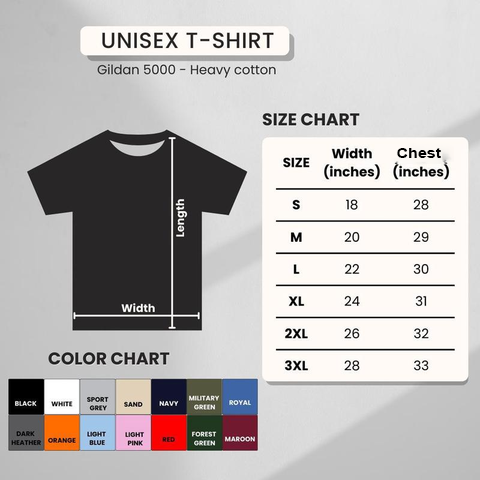 UNISEX T-SHIRT
Gildan 5000 - Heavy cotton
SIZE CHART
SIZE Width (inches) Chest (inches)
S 18 28
M 20 29
L 22 30
XL 24 31
2XL 26 32
3XL 28 33
Length
Width
COLOR CHART
BLACK WHITE SPORT GREY SAND NAVY MILITARY GREEN ROYAL
DARK HEATHER ORANGE LIGHT BLUE LIGHT PINK RED FOREST GREEN MAROON